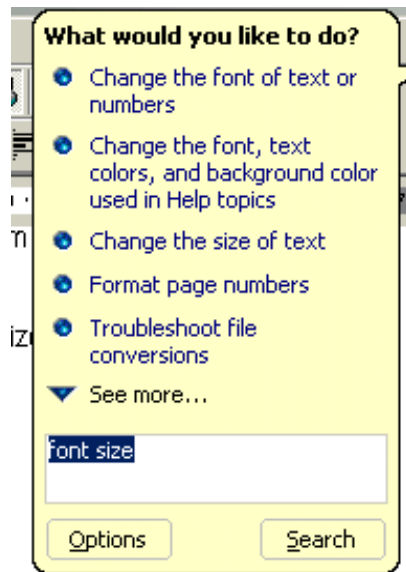 What would you like to do?
Change the font of text or
numbers
Change the font, text
colors, and background color
used in Help topics
Change the size of text
Format page numbers
Troubleshoot file
conversions
See more...
font size
Options Search